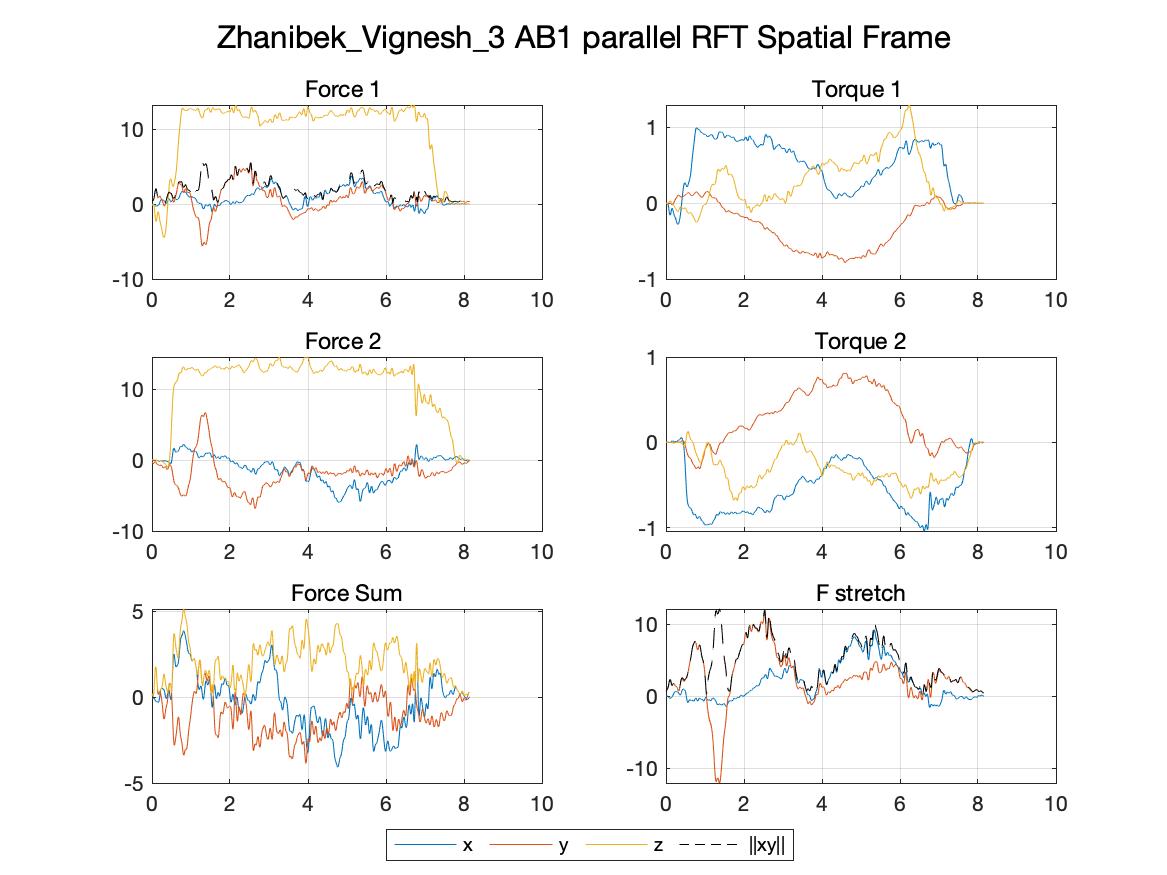 Zhanibek_Vignesh_3 AB1 parallel RFT Spatial Frame
Force 1
10
0
-10
0 2 4 6 8 10
Torque 1
1
0
-1
0 2 4 6 8 10
Force 2
10
0
-10
0 2 4 6 8 10
Torque 2
1
0
-1
0 2 4 6 8 10
Force Sum
5
0
-5
0 2 4 6 8 10
F stretch
10
0
-10
0 2 4 6 8 10
x y z ||xy||